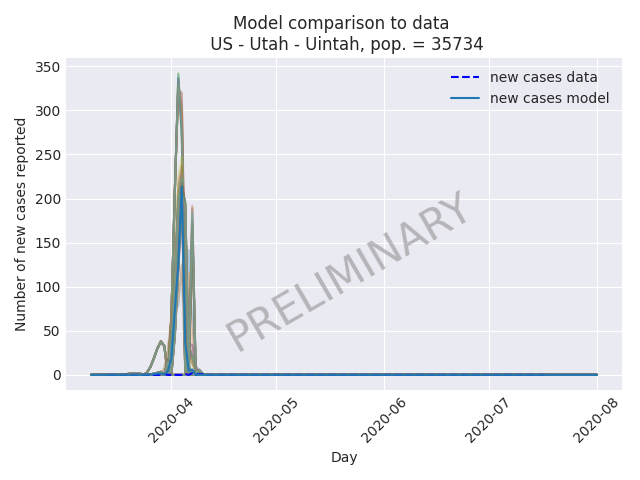 Model comparison to data
US - Utah - Uintah, pop. = 35734
350
300
250
200
150
100
50
0
Number of new cases reported
new cases data
new cases model
PRELIMINARY
2020-04
2020-05
2020-06
2020-07
2020-08
Day